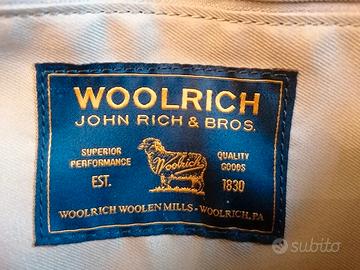 WOOLRICH
JOHN RICH & BROS.
SUPERIOR PERFORMANCE
Woolrich
QUALITY GOODS
EST.
1830
WOOLRICH WOOLEN MILLS - WOOLRICH, PA
subito